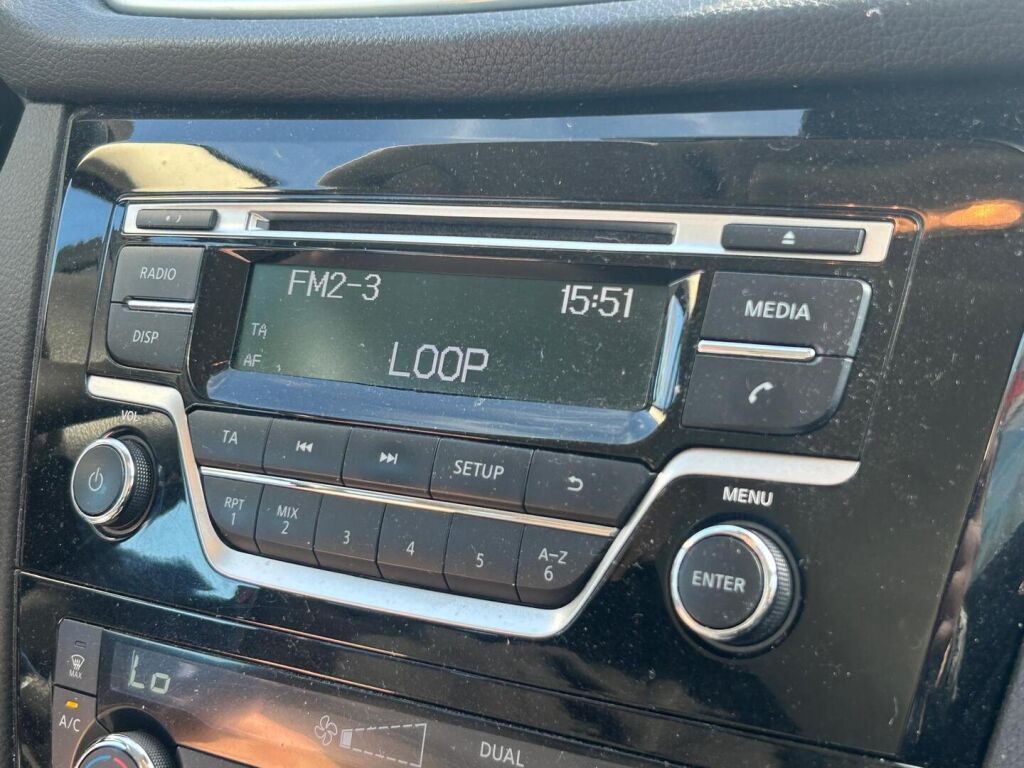 RADIO
DISP
FM2-3
15:51
TA
AF
LOOP
MEDIA
VOL
TA
SETUP
RPT
1
MIX
2
3
4
5
A-Z
6
MENU
ENTER
MAX
A/C
Lo
DUAL